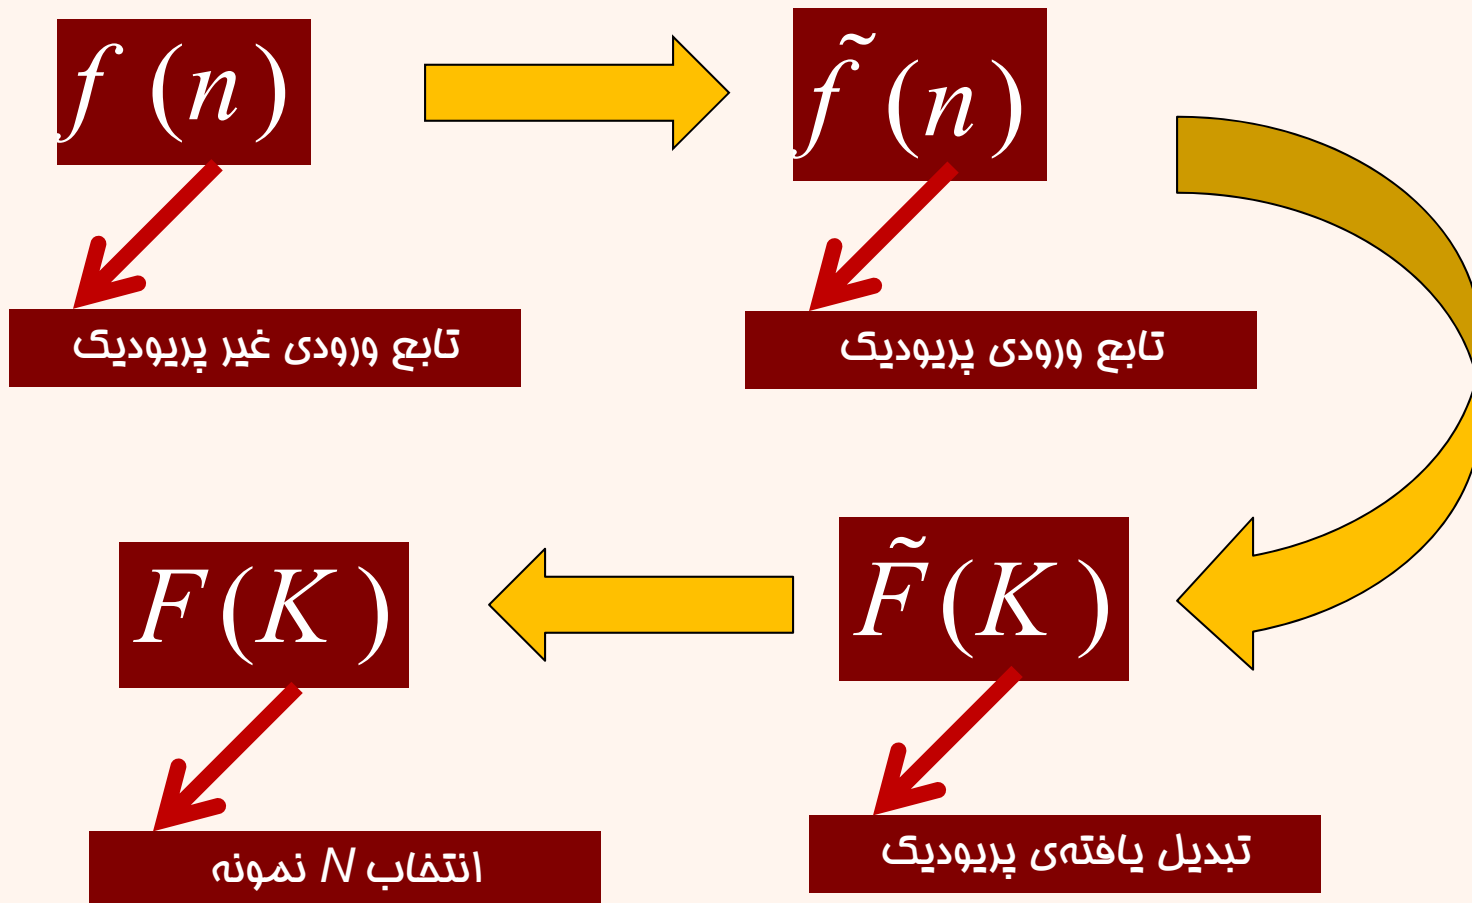 f (n)
f̃ (n)
تابع ورودی غیر پریودیک
تابع ورودی پریودیک
F̃(K)
F(K)
تبدیل یافته‌ی پریودیک
انتخاب N نمونه